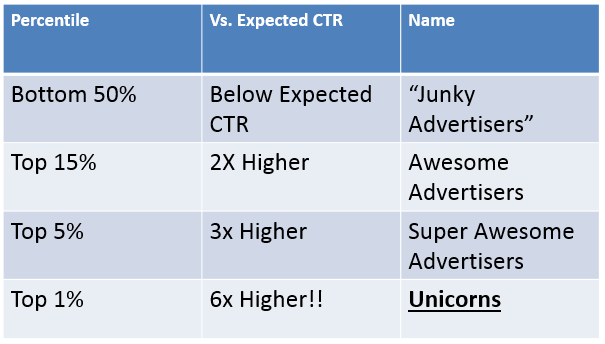 Percentile Vs. Expected CTR Name
Bottom 50% Below Expected “Junky
CTR Advertisers”
Top 15% 2X Higher Awesome
Advertisers
Top 5% 3x Higher Super Awesome
Advertisers
Top 1% 6x Higher!! Unicorns